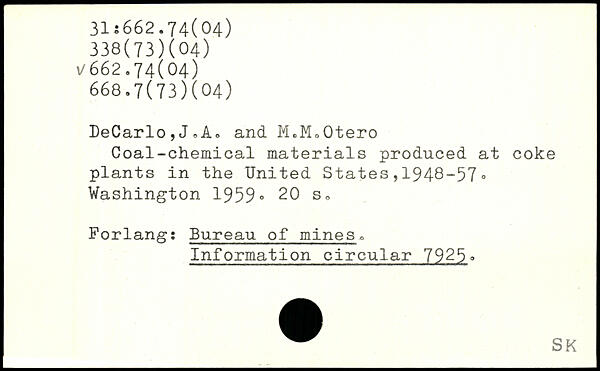 31:662.74(04)
338(73)(04)
√662.74(04)
668.7(73)(04)
DeCarlo,J.A. and M.M.Otero
Coal-chemical materials produced at coke
plants in the United States,1948-57.
Washington 1959. 20 s.
Forlang: Bureau of mines.
Information circular 7925.
SK